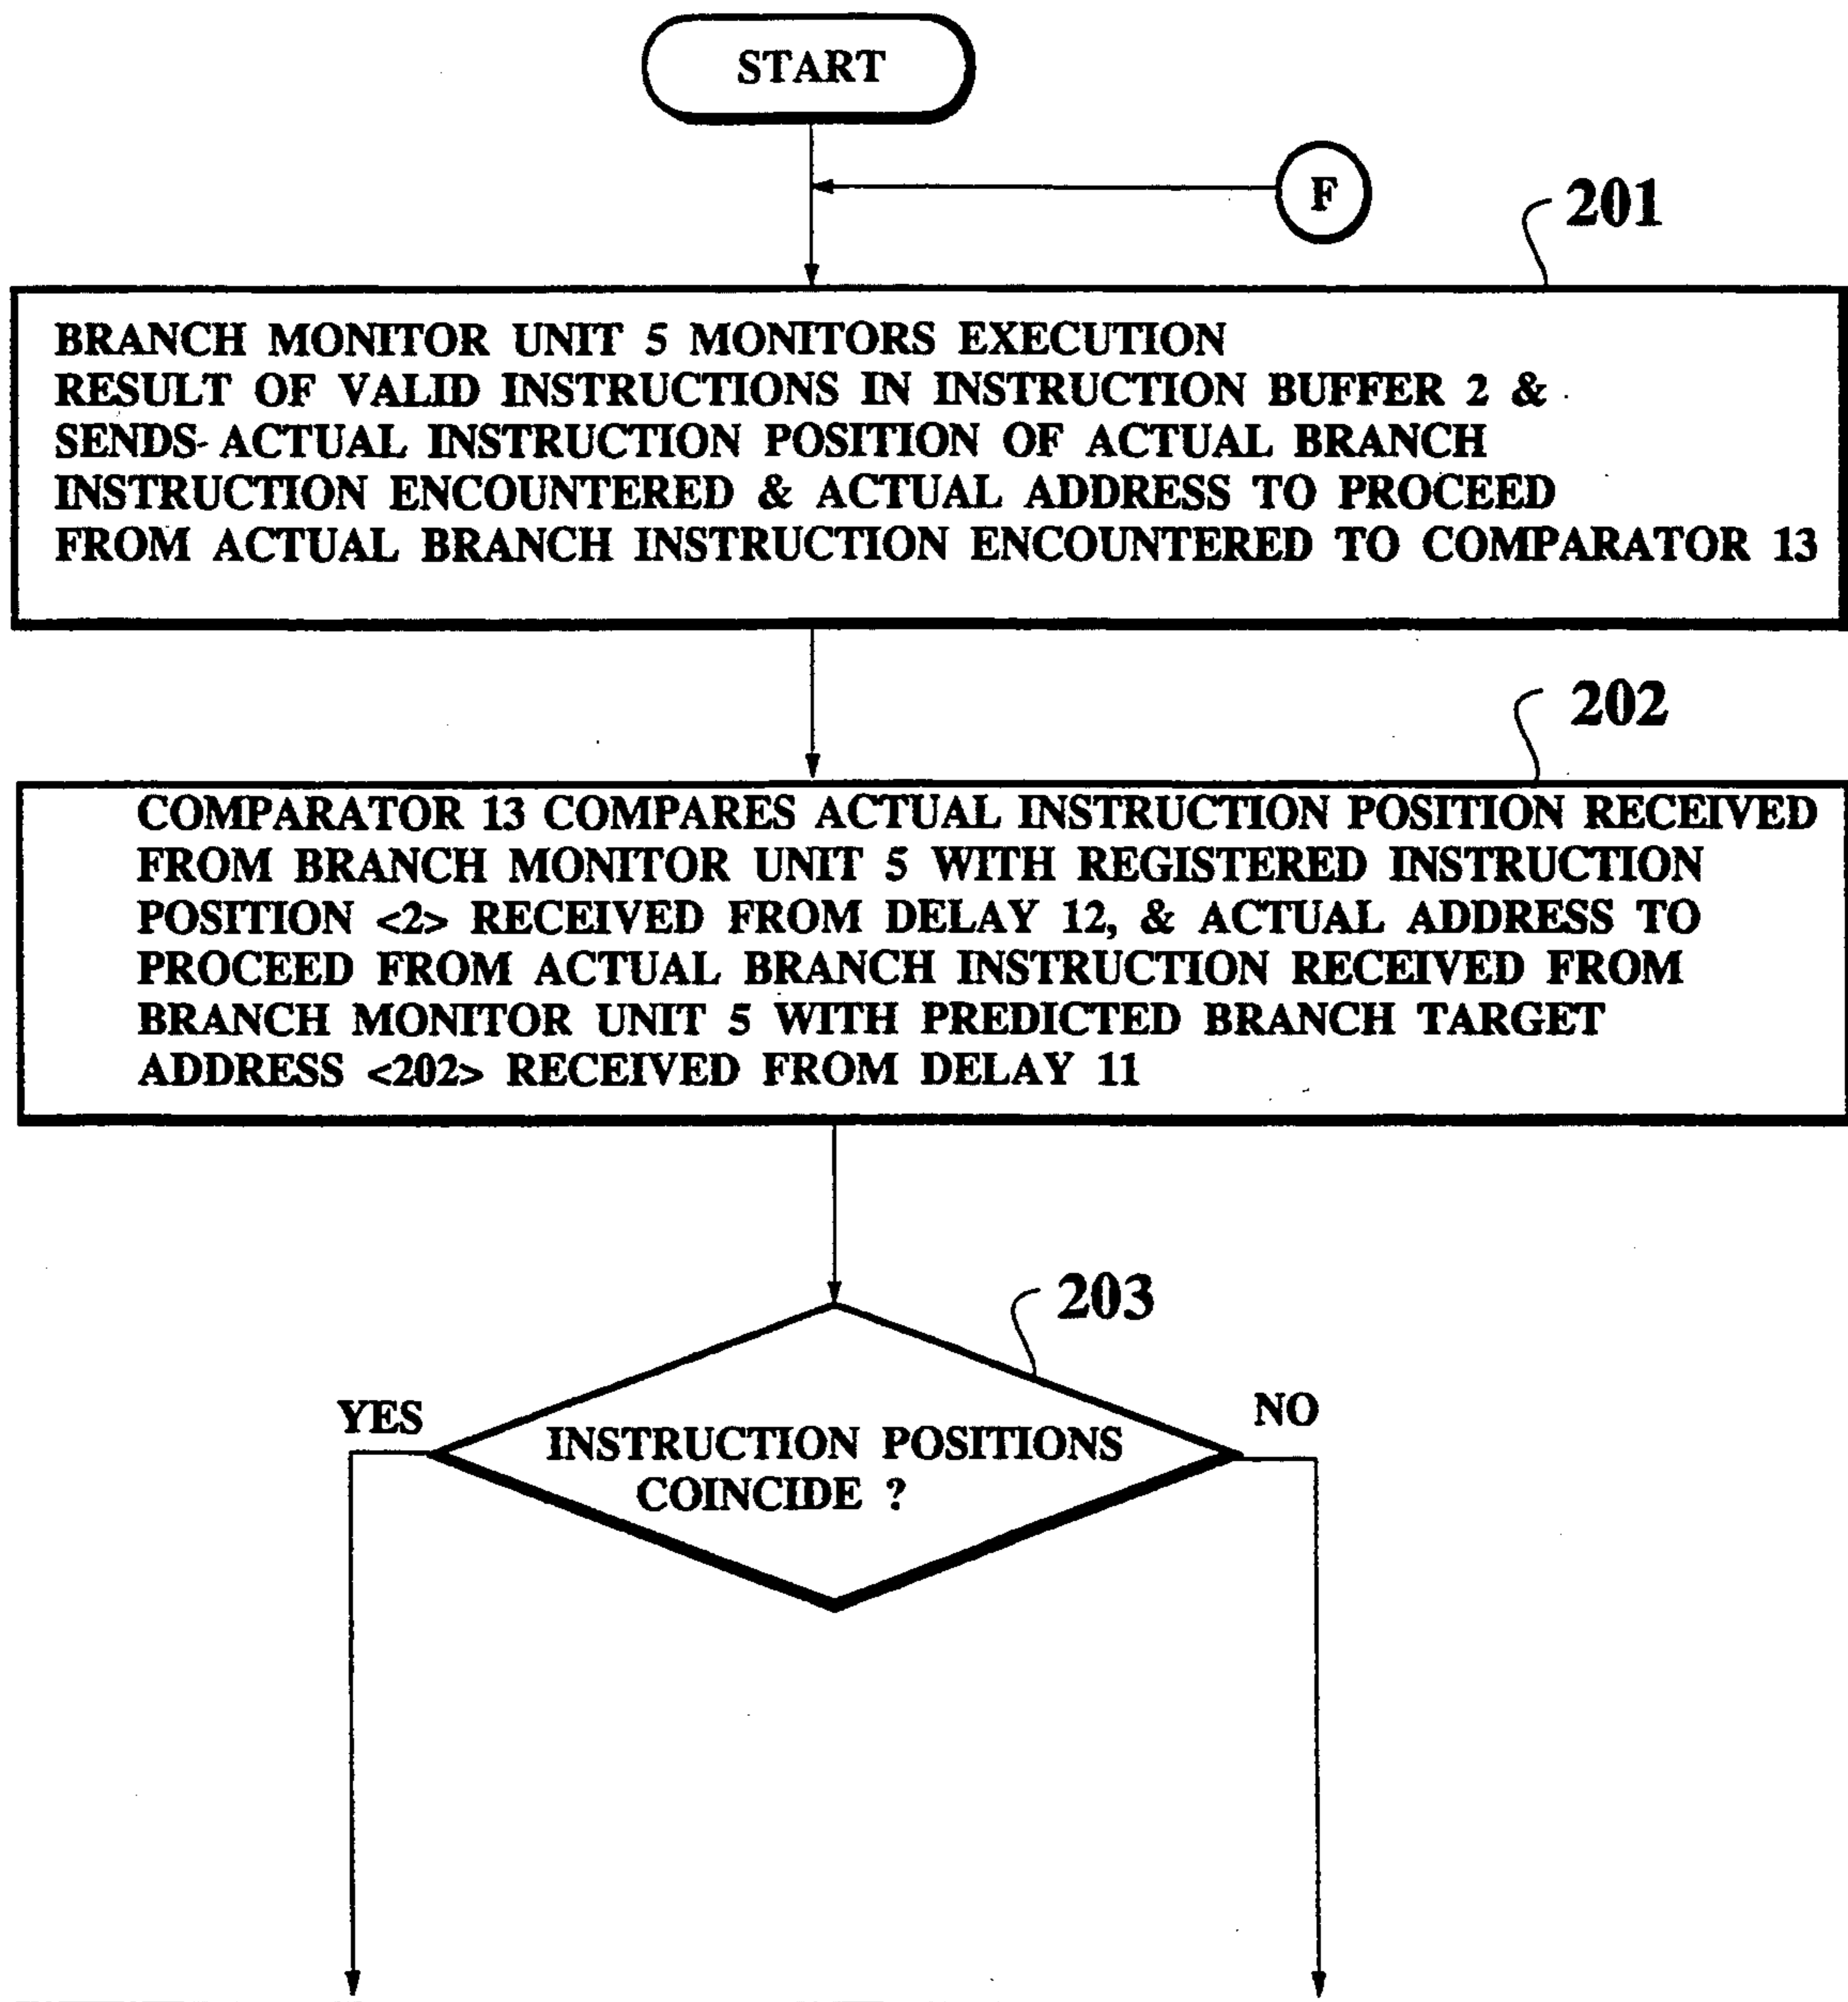 START
F
201
BRANCH MONITOR UNIT 5 MONITORS EXECUTION
RESULT OF VALID INSTRUCTIONS IN INSTRUCTION BUFFER 2 &
SENDS ACTUAL INSTRUCTION POSITION OF ACTUAL BRANCH
INSTRUCTION ENCOUNTERED & ACTUAL ADDRESS TO PROCEED
FROM ACTUAL BRANCH INSTRUCTION ENCOUNTERED TO COMPARATOR 13
202
COMPARATOR 13 COMPARES ACTUAL INSTRUCTION POSITION RECEIVED
FROM BRANCH MONITOR UNIT 5 WITH REGISTERED INSTRUCTION
POSITION <2> RECEIVED FROM DELAY 12, & ACTUAL ADDRESS TO
PROCEED FROM ACTUAL BRANCH INSTRUCTION RECEIVED FROM
BRANCH MONITOR UNIT 5 WITH PREDICTED BRANCH TARGET
ADDRESS <202> RECEIVED FROM DELAY 11
203
YES
NO
INSTRUCTION POSITIONS
COINCIDE ?